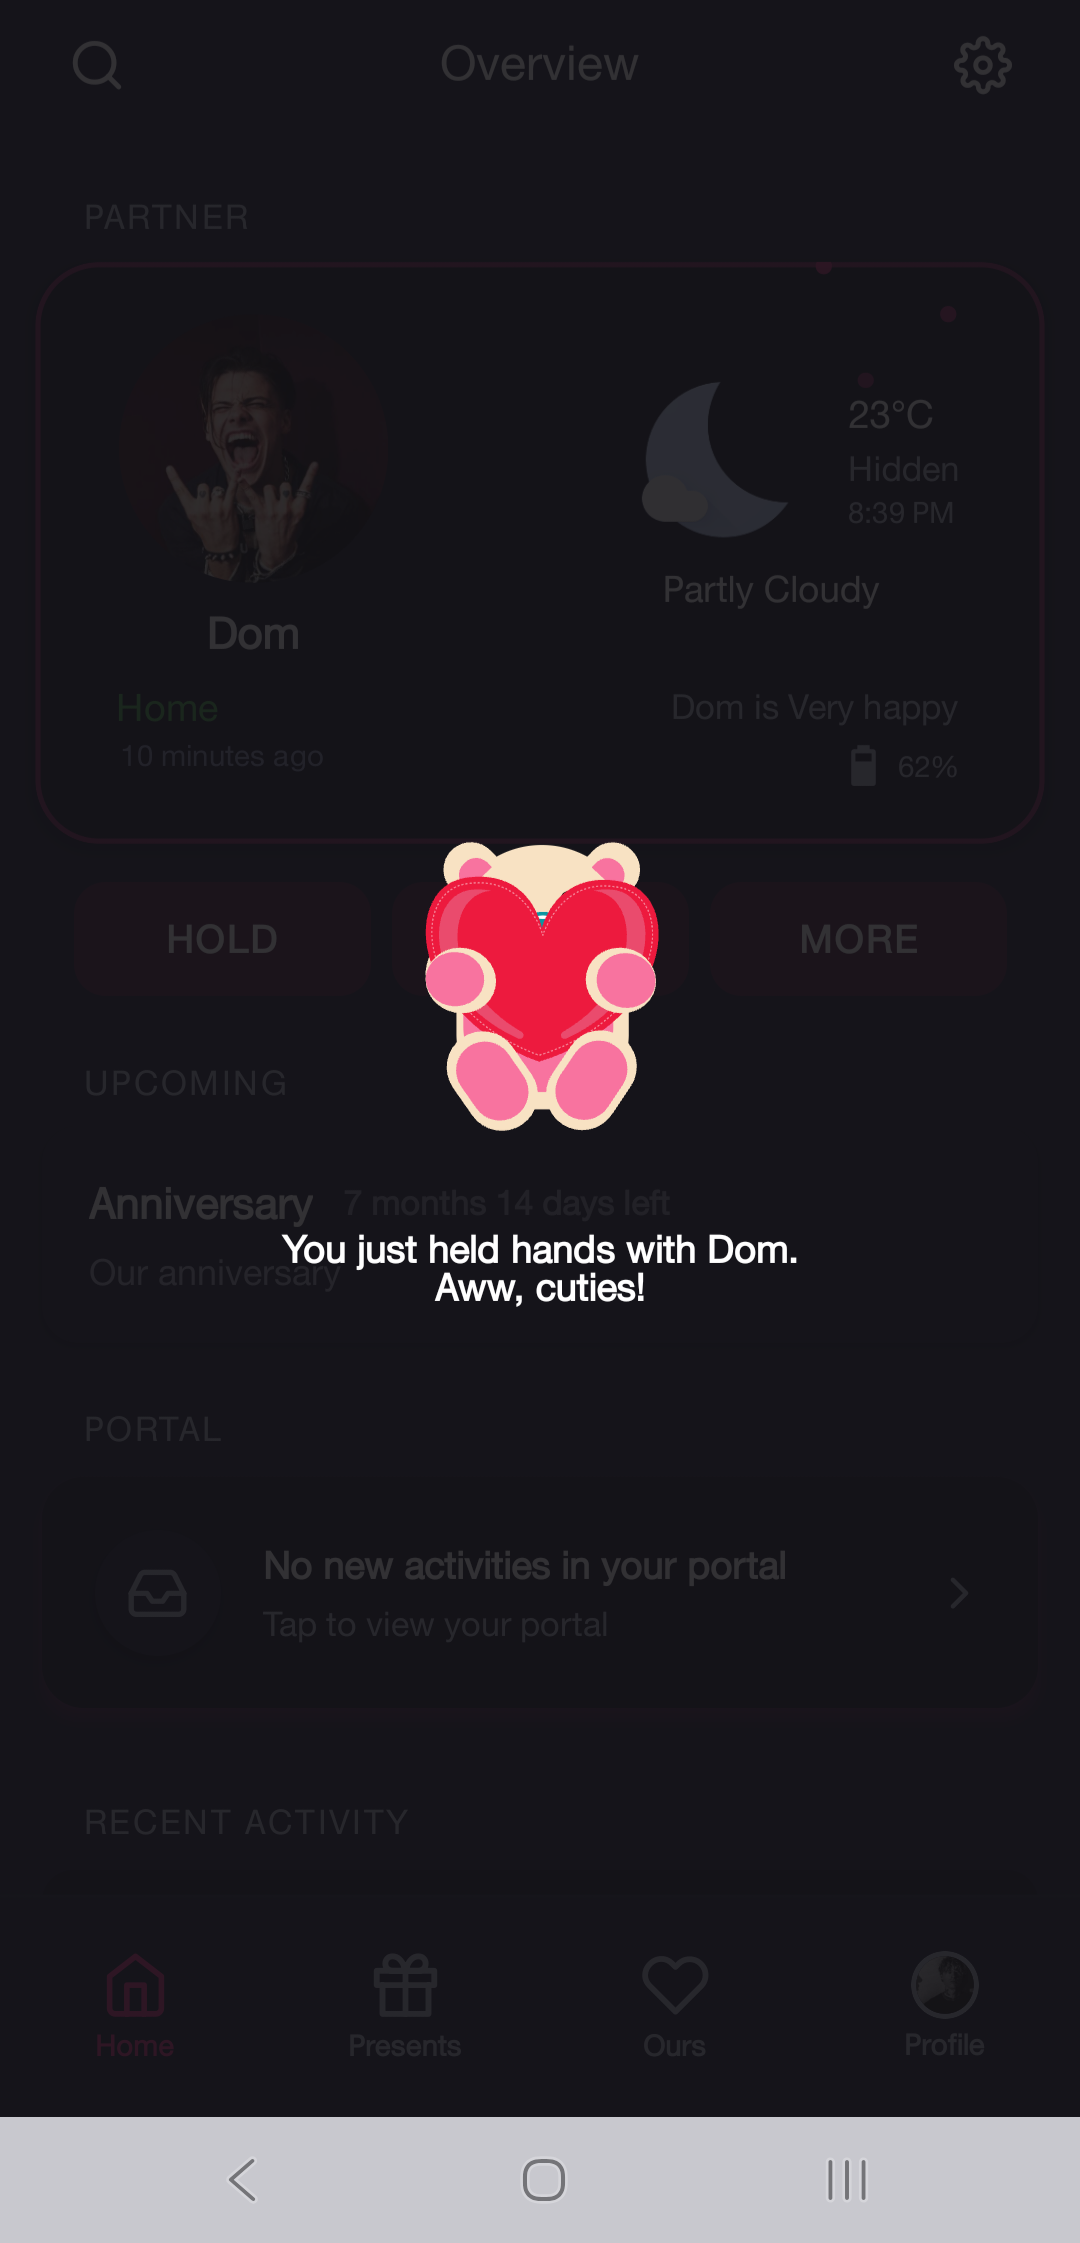 Overview
PARTNER
23°C
Hidden
8:39 PM
Partly Cloudy
Dom
Home
10 minutes ago
Dom is Very happy
62%
HOLD
MORE
UPCOMING
Anniversary 7 months 14 days left
Our anniversary
You just held hands with Dom.
Aww, cuties!
PORTAL
No new activities in your portal
Tap to view your portal
RECENT ACTIVITY
Home
Presents
Ours
Profile